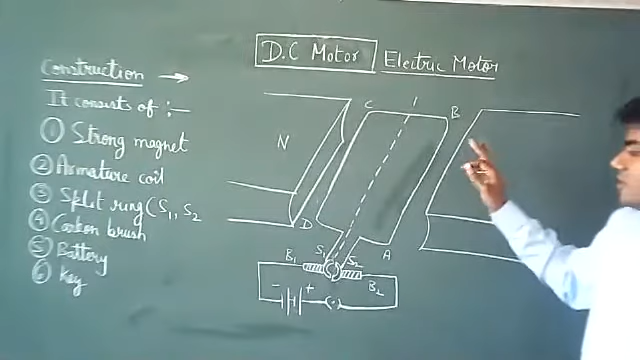 D.C Motor
Electric Motor
Construction →
It consists of :—
① Strong magnet
② Armature coil
③ Split ring (S₁, S₂
④ Carbon brush
⑤ Battery
⑥ Key
N
C
B
D
A
S₁
S₂
B₁
B₂
- +